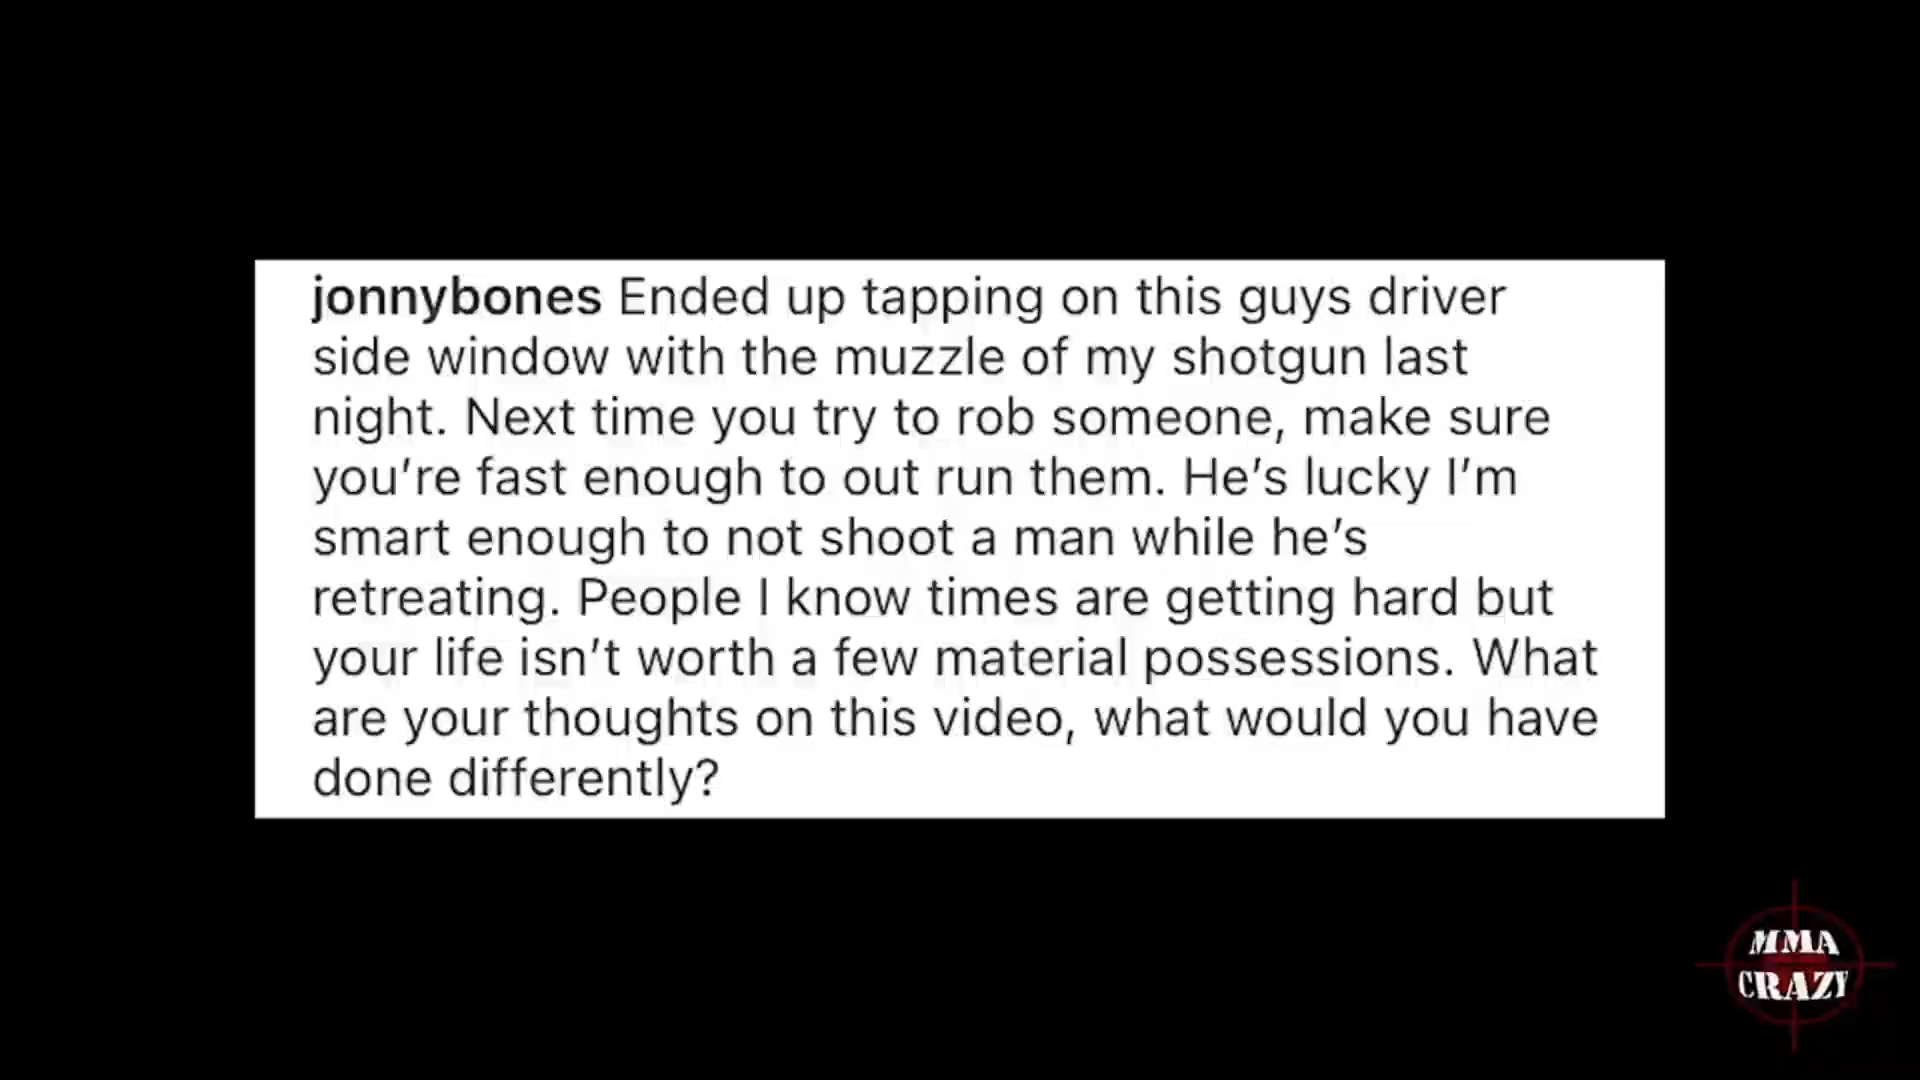 jonnybones Ended up tapping on this guys driver
side window with the muzzle of my shotgun last
night. Next time you try to rob someone, make sure
you’re fast enough to out run them. He’s lucky I’m
smart enough to not shoot a man while he’s
retreating. People I know times are getting hard but
your life isn’t worth a few material possessions. What
are your thoughts on this video, what would you have
done differently?
MMA
CRAZY